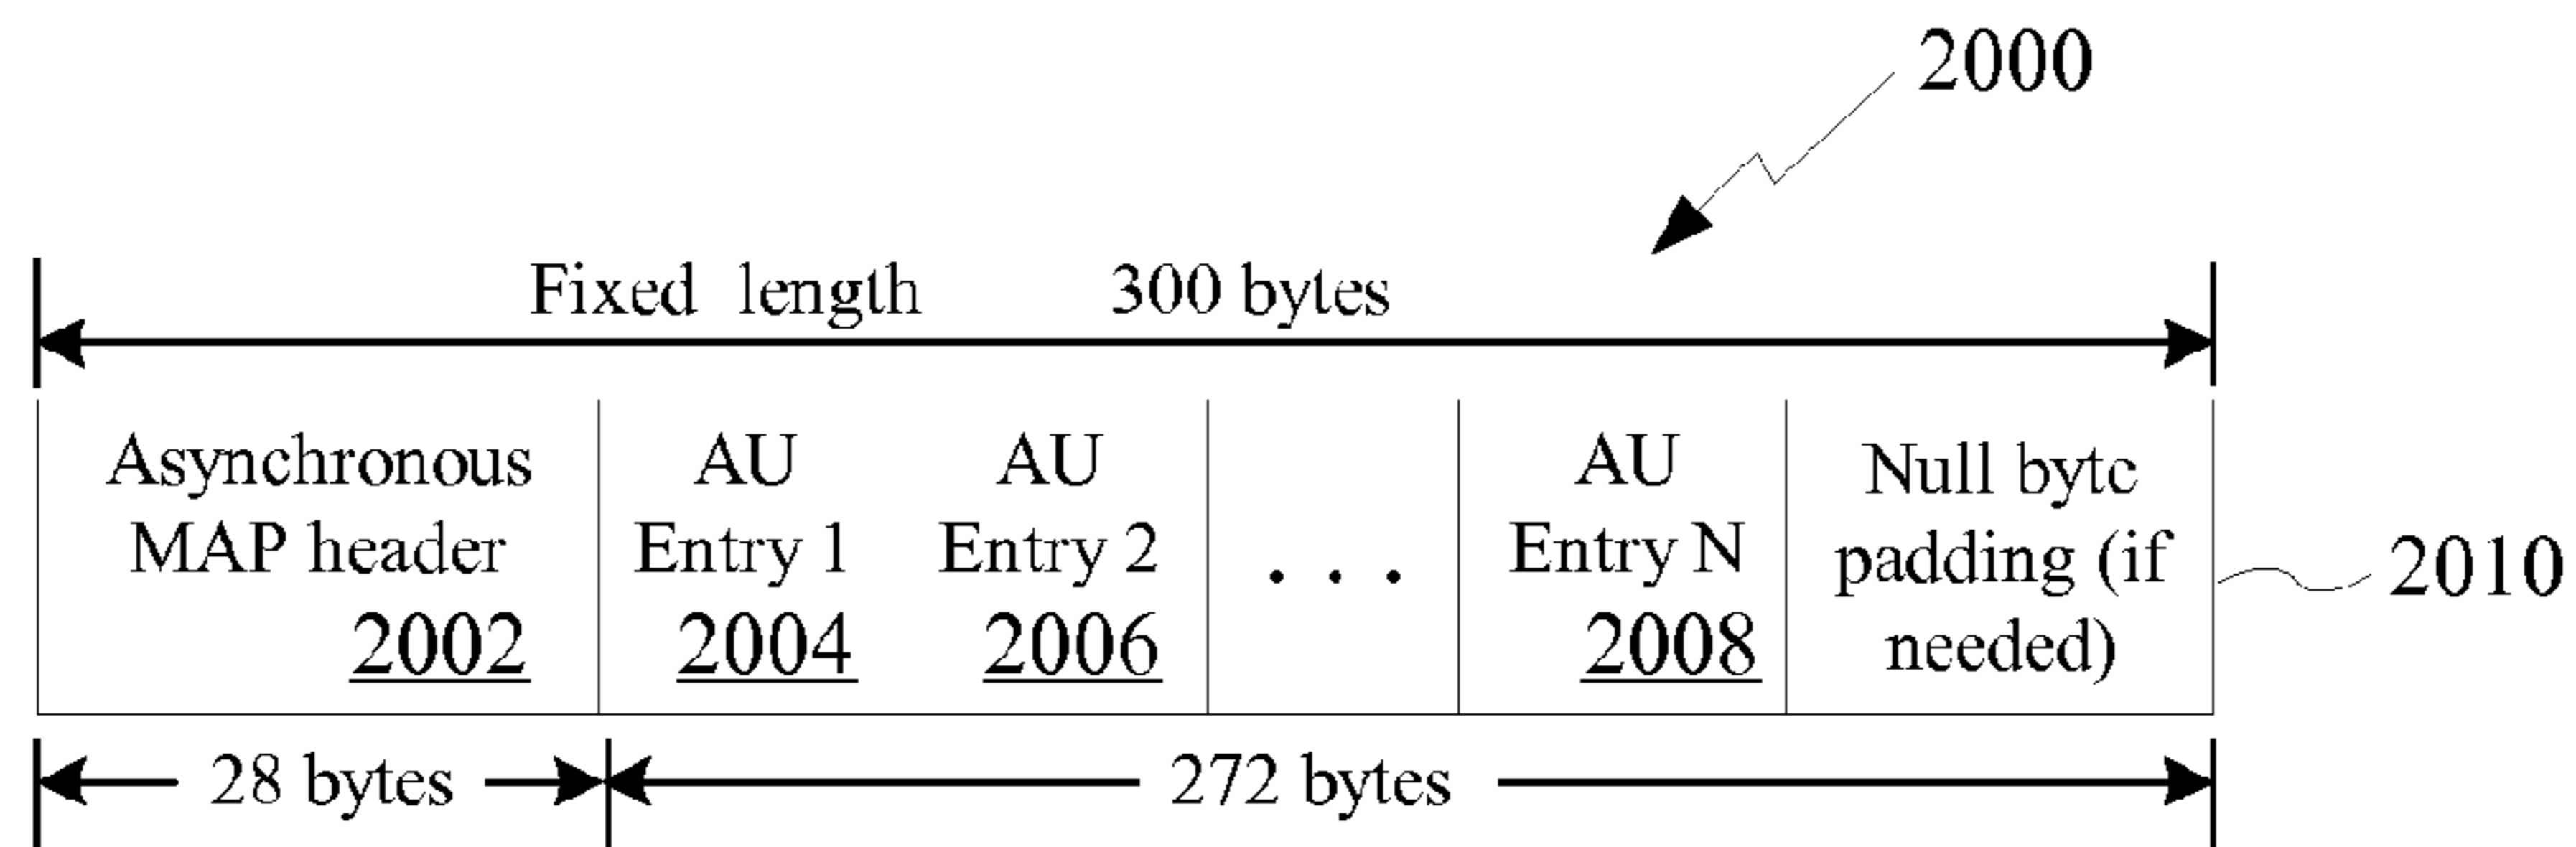 2000
Fixed length 300 bytes
Asynchronous
MAP header
2002
AU
Entry 1
2004
AU
Entry 2
2006
. . .
AU
Entry N
2008
Null byte
padding (if
needed)
2010
28 bytes
272 bytes